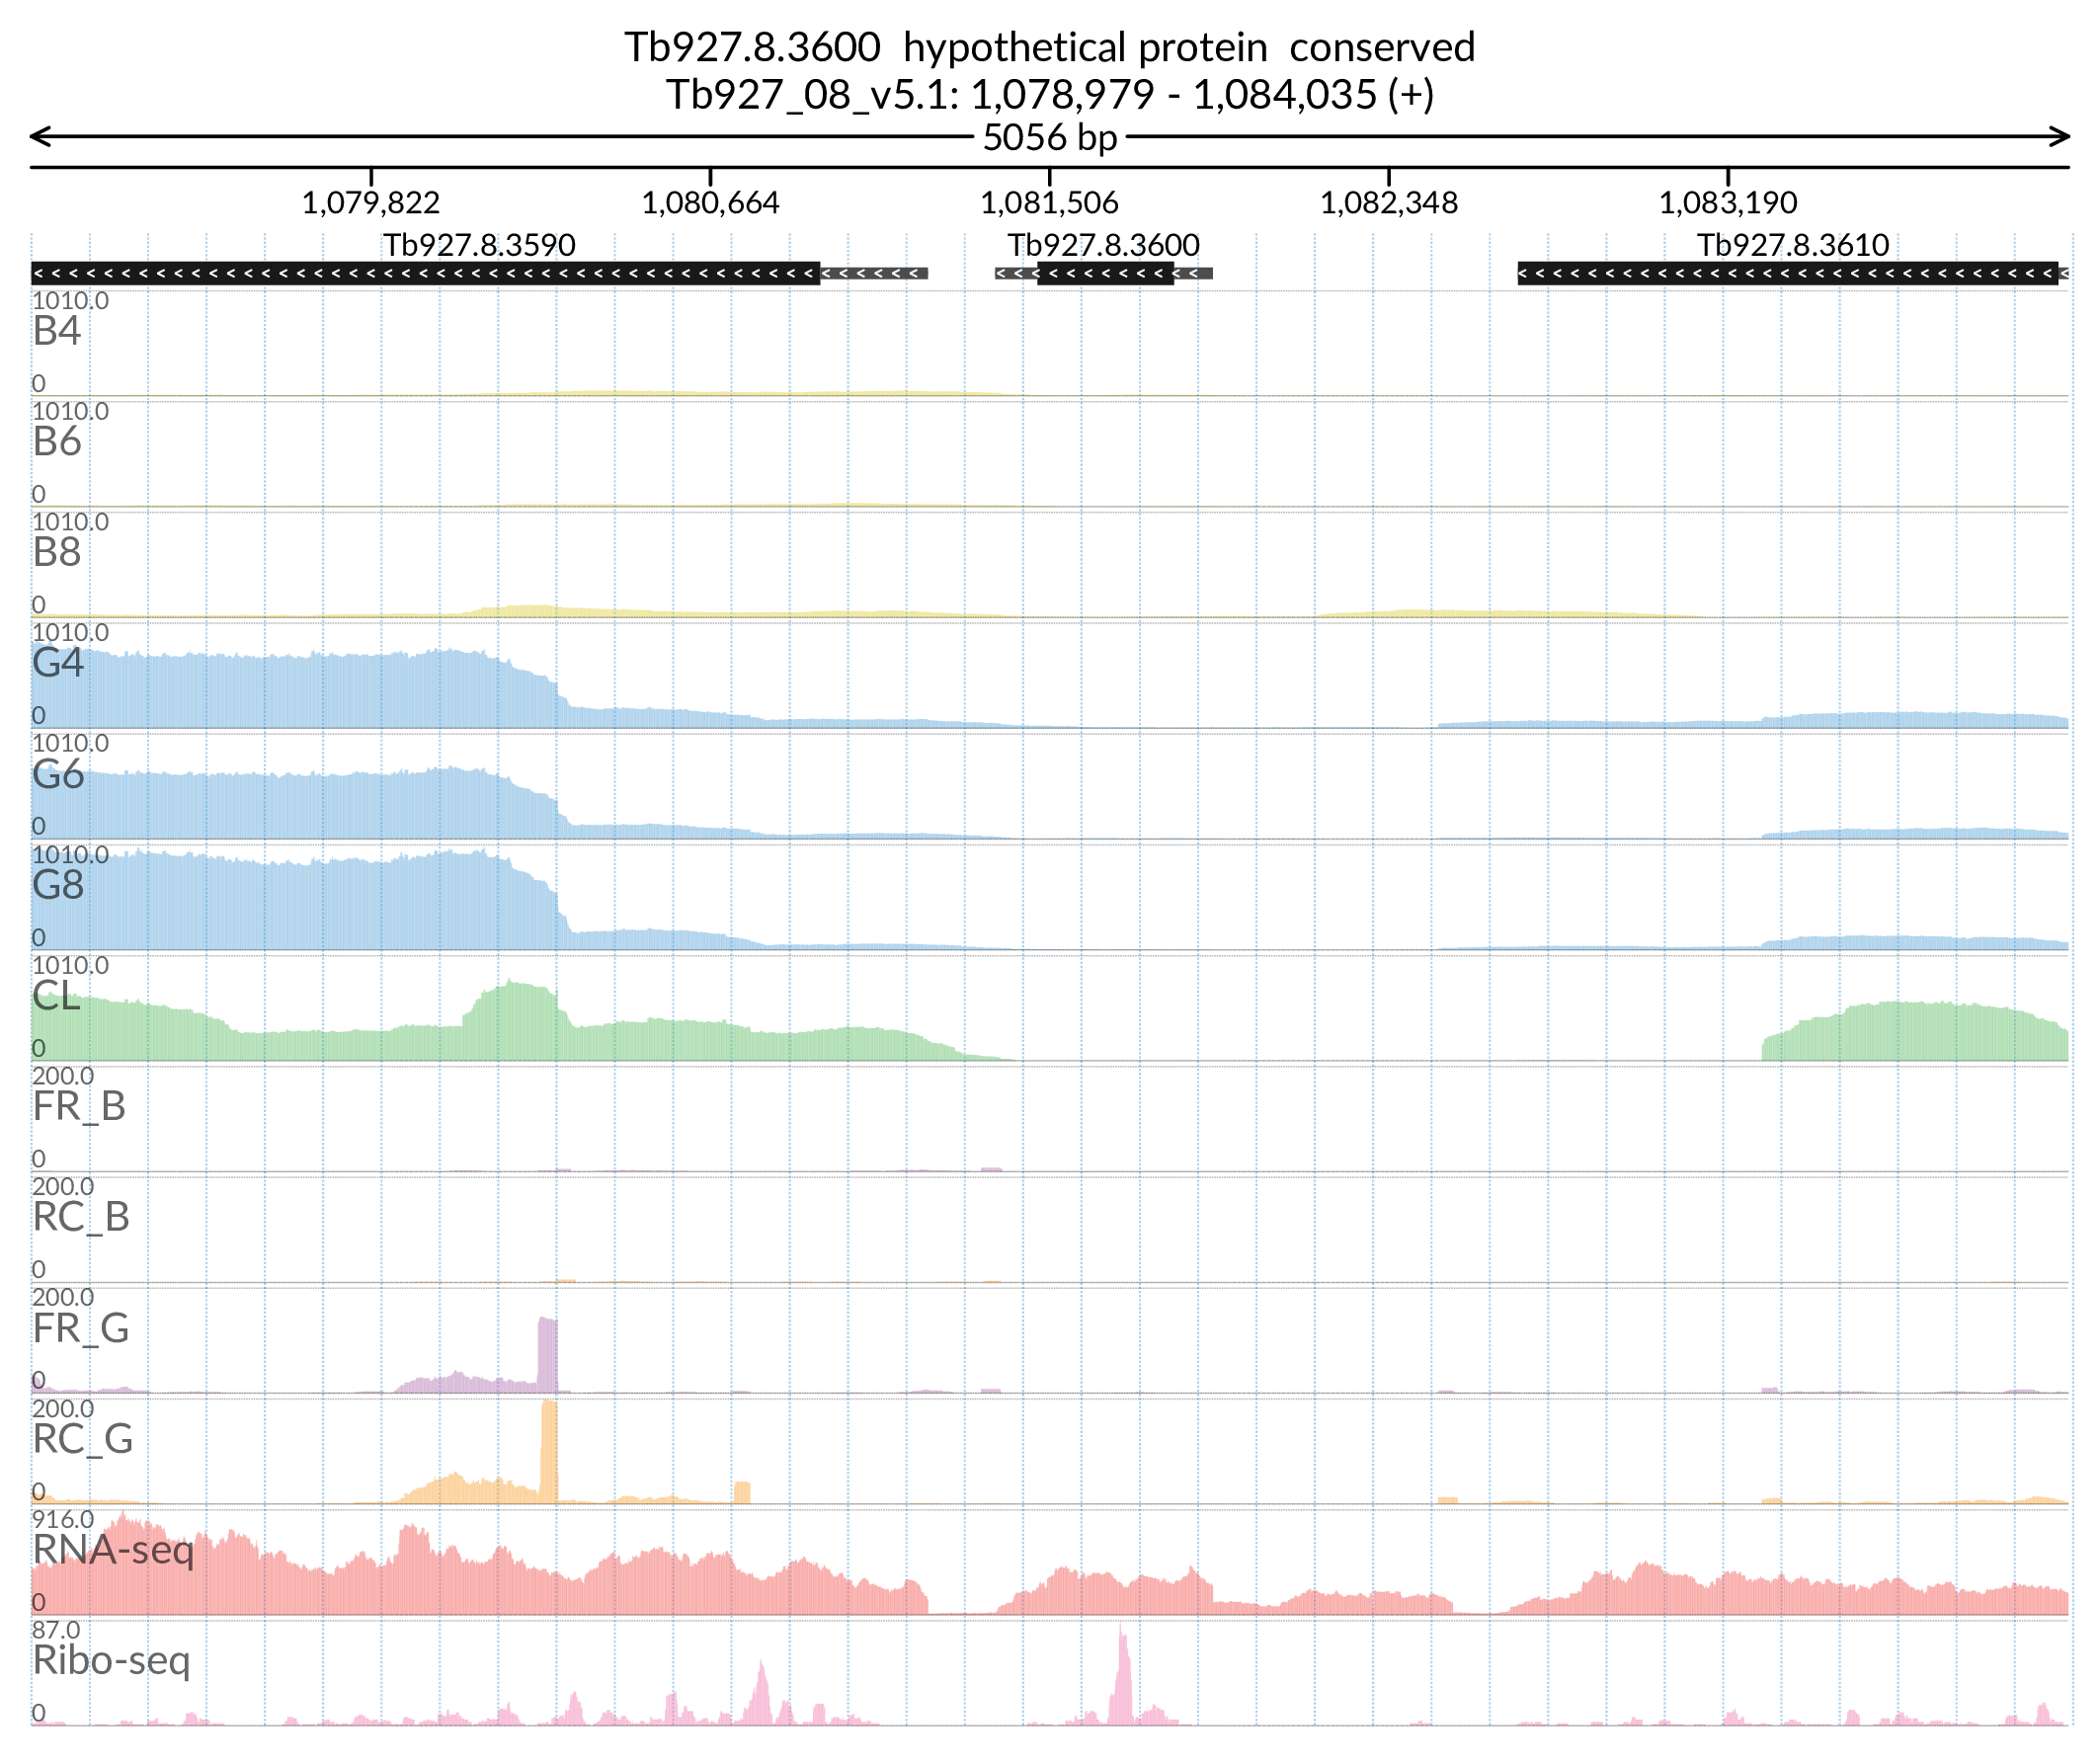 Tb927.8.3600 hypothetical protein conserved
Tb927_08_v5.1: 1,078,979 - 1,084,035 (+)
5056 bp
1,079,822 1,080,664 1,081,506 1,082,348 1,083,190
Tb927.8.3590 Tb927.8.3600 Tb927.8.3610
1010.0
B4
0
1010.0
B6
0
1010.0
B8
0
1010.0
G4
0
1010.0
G6
0
1010.0
G8
0
1010.0
CL
0
200.0
FR_B
0
200.0
RC_B
0
200.0
FR_G
0
200.0
RC_G
0
916.0
RNA-seq
0
87.0
Ribo-seq
0